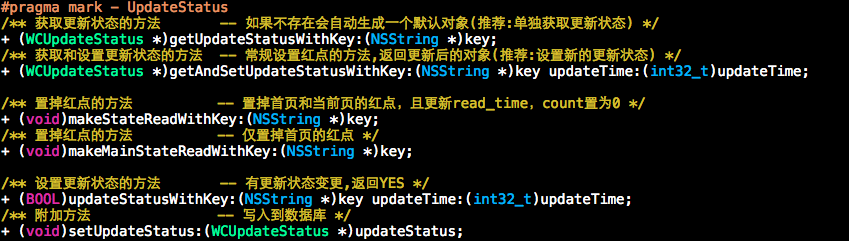 #pragma mark - UpdateStatus
/** 获取更新状态的方法        -- 如果不存在会自动生成一个默认对象(推荐:单独获取更新状态) */
+ (WCUpdateStatus *)getUpdateStatusWithKey:(NSString *)key;
/** 获取和设置更新状态的方法  -- 常规设置红点的方法,返回更新后的对象(推荐:设置新的更新状态) */
+ (WCUpdateStatus *)getAndSetUpdateStatusWithKey:(NSString *)key updateTime:(int32_t)updateTime;
/** 置掉红点的方法            -- 置掉首页和当前页的红点，且更新read_time，count置为0 */
+ (void)makeStateReadWithKey:(NSString *)key;
/** 置掉红点的方法            -- 仅置掉首页的红点 */
+ (void)makeMainStateReadWithKey:(NSString *)key;
/** 设置更新状态的方法        -- 有更新状态变更,返回YES */
+ (BOOL)updateStatusWithKey:(NSString *)key updateTime:(int32_t)updateTime;
/** 附加方法                  -- 写入到数据库 */
+ (void)setUpdateStatus:(WCUpdateStatus *)updateStatus;